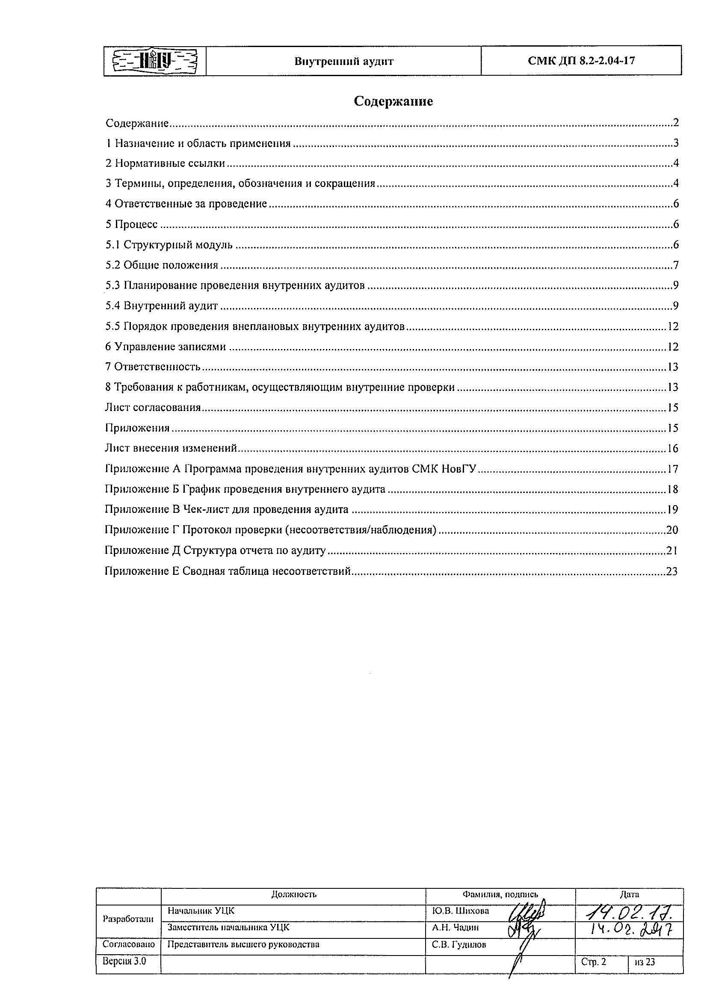 НовГУ
Внутренний аудит
СМК ДП 8.2-2.04-17
Содержание
Содержание 2
1 Назначение и область применения 3
2 Нормативные ссылки 4
3 Термины, определения, обозначения и сокращения 4
4 Ответственные за проведение 6
5 Процесс 6
5.1 Структурный модуль 6
5.2 Общие положения 7
5.3 Планирование проведения внутренних аудитов 9
5.4 Внутренний аудит 9
5.5 Порядок проведения внеплановых внутренних аудитов 12
6 Управление записями 12
7 Ответственность 13
8 Требования к работникам, осуществляющим внутренние проверки 13
Лист согласования 15
Приложения 15
Лист внесения изменений 16
Приложение А Программа проведения внутренних аудитов СМК НовГУ 17
Приложение Б График проведения внутреннего аудита 18
Приложение В Чек-лист для проведения аудита 19
Приложение Г Протокол проверки (несоответствия/наблюдения) 20
Приложение Д Структура отчета по аудиту 21
Приложение Е Сводная таблица несоответствий 23
Должность Фамилия, подпись Дата
Разработали Начальник УЦК Ю.В. Шихова 14.02.17.
Заместитель начальника УЦК А.Н. Чадин 14.02.2017
Согласовано Представитель высшего руководства С.В. Гудилов
Версия 3.0 Стр. 2 из 23